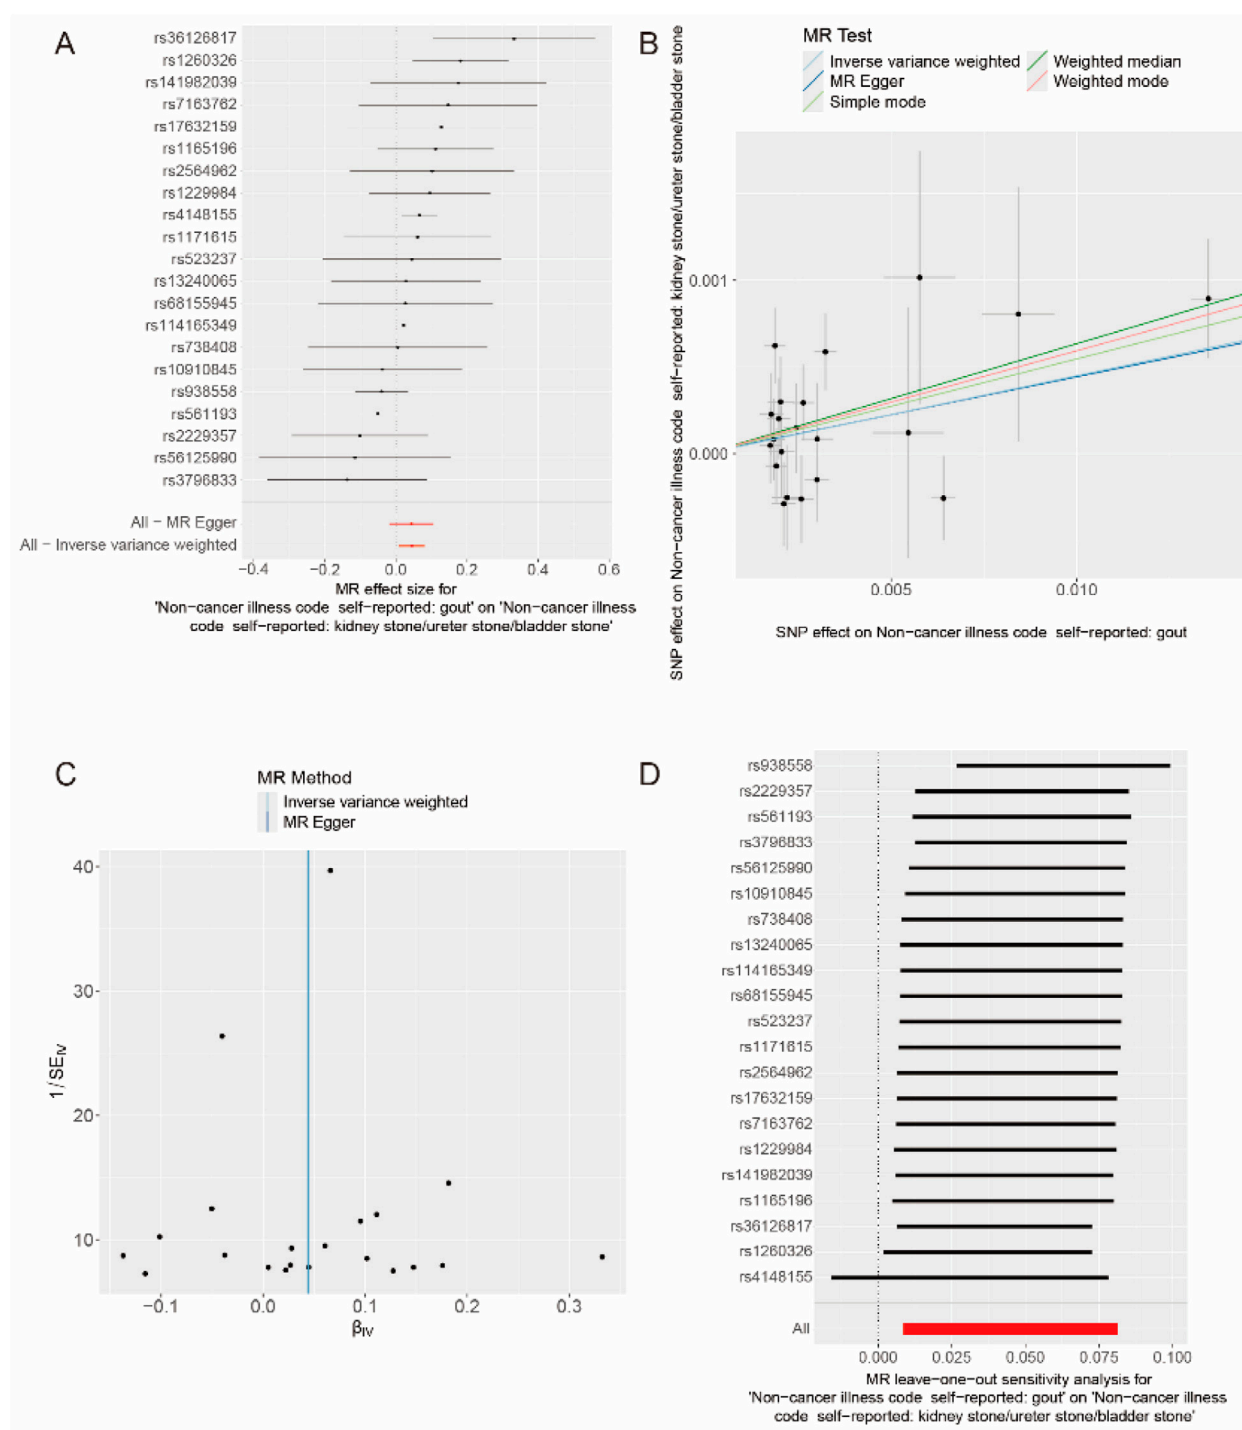 A
rs36126817
rs1260326
rs141982039
rs7163762
rs17632159
rs1165196
rs2564962
rs1229984
rs4148155
rs1171615
rs523237
rs13240065
rs68155945
rs114165349
rs738408
rs10910845
rs938558
rs561193
rs2229357
rs56125990
rs3796833
All − MR Egger
All − Inverse variance weighted
−0.4 −0.2 0.0 0.2 0.4 0.6
MR effect size for
'Non−cancer illness code self−reported: gout' on 'Non−cancer illness
code self−reported: kidney stone/ureter stone/bladder stone'
B
MR Test
Inverse variance weighted
MR Egger
Simple mode
Weighted median
Weighted mode
SNP effect on Non−cancer illness code self−reported: kidney stone/ureter stone/bladder stone
0.001
0.000
0.005 0.010
SNP effect on Non−cancer illness code self−reported: gout
C
MR Method
Inverse variance weighted
MR Egger
1/SEIV
40
30
20
10
−0.1 0.0 0.1 0.2 0.3
βIV
D
rs938558
rs2229357
rs561193
rs3796833
rs56125990
rs10910845
rs738408
rs13240065
rs114165349
rs68155945
rs523237
rs1171615
rs2564962
rs17632159
rs7163762
rs1229984
rs141982039
rs1165196
rs36126817
rs1260326
rs4148155
All
0.000 0.025 0.050 0.075 0.100
MR leave−one−out sensitivity analysis for
'Non−cancer illness code self−reported: gout' on 'Non−cancer illness
code self−reported: kidney stone/ureter stone/bladder stone'